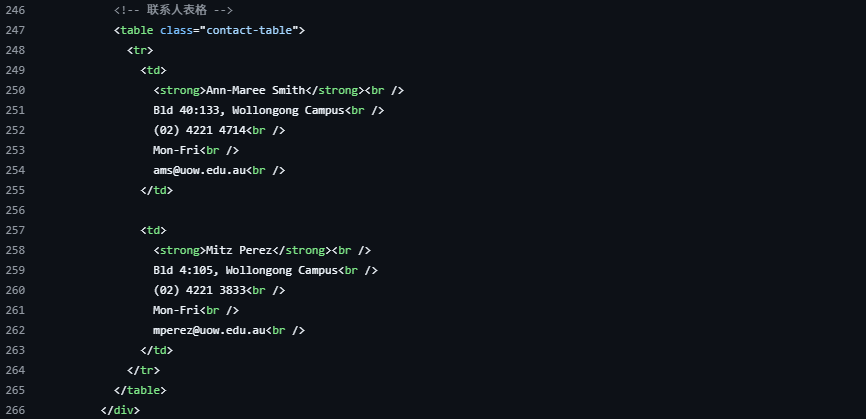 246 <!-- 联系人表格 -->
247 <table class="contact-table">
248 <tr>
249 <td>
250 <strong>Ann-Maree Smith</strong><br />
251 Bld 40:133, Wollongong Campus<br />
252 (02) 4221 4714<br />
253 Mon-Fri<br />
254 ams@uow.edu.au<br />
255 </td>
256
257 <td>
258 <strong>Mitz Perez</strong><br />
259 Bld 4:105, Wollongong Campus<br />
260 (02) 4221 3833<br />
261 Mon-Fri<br />
262 mperez@uow.edu.au<br />
263 </td>
264 </tr>
265 </table>
266 </div>